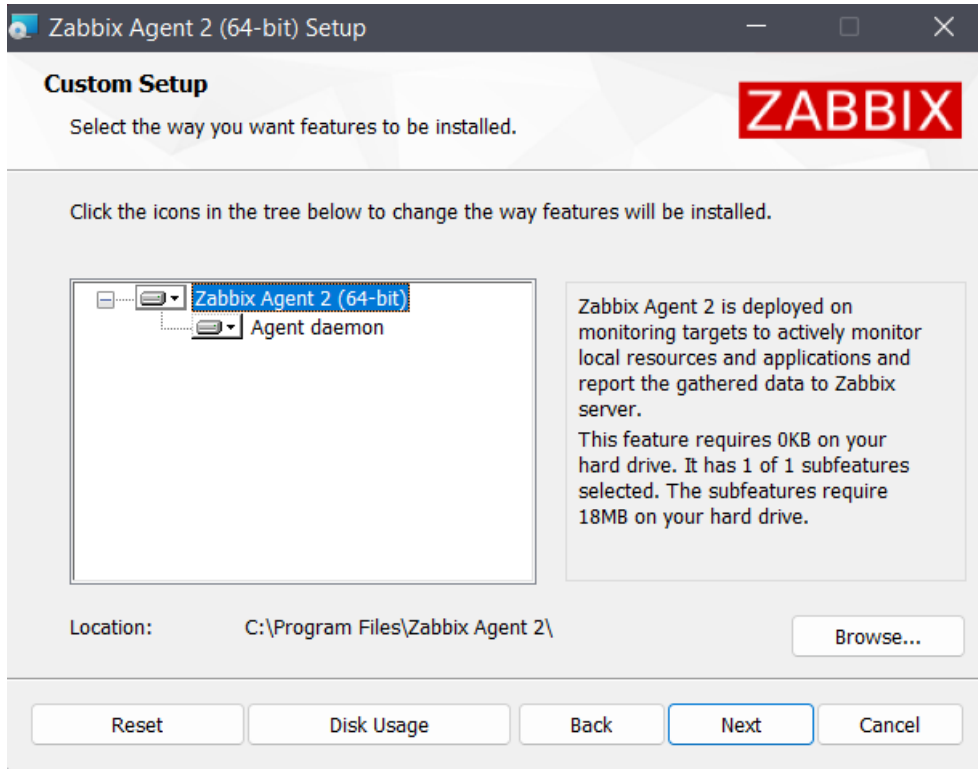 Zabbix Agent 2 (64-bit) Setup
Custom Setup
Select the way you want features to be installed.
ZABBIX
Click the icons in the tree below to change the way features will be installed.
Zabbix Agent 2 (64-bit)
Agent daemon
Zabbix Agent 2 is deployed on
monitoring targets to actively monitor
local resources and applications and
report the gathered data to Zabbix
server.
This feature requires 0KB on your
hard drive. It has 1 of 1 subfeatures
selected. The subfeatures require
18MB on your hard drive.
Location: C:\Program Files\Zabbix Agent 2\
Browse...
Reset Disk Usage Back Next Cancel